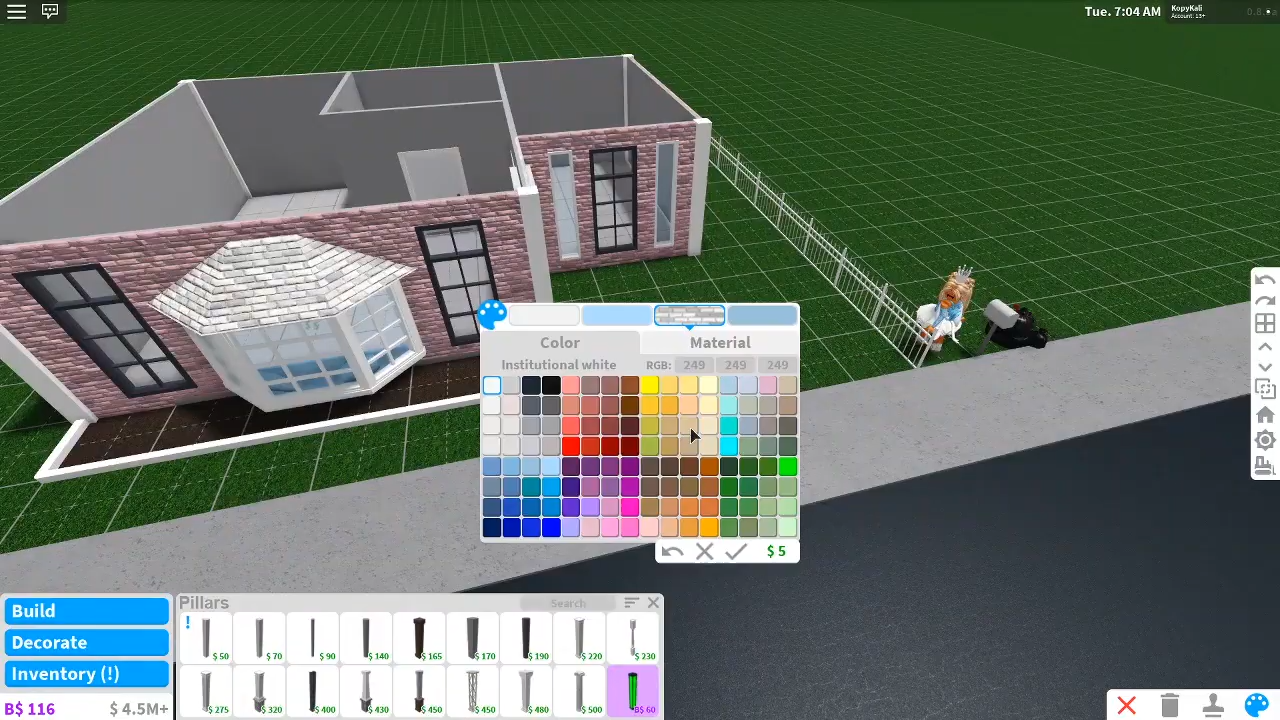 Tue. 7:04 AM
KopyKali
Account: 13+
Color
Material
Institutional white
RGB: 249 249 249
$ 5
Pillars
Search
Build
Decorate
Inventory (!)
B$ 116
$ 4.5M+
!
$ 50
$ 70
$ 90
$ 140
$ 165
$ 170
$ 190
$ 220
$ 230
$ 275
$ 320
$ 400
$ 430
$ 450
$ 450
$ 480
$ 500
B$ 60